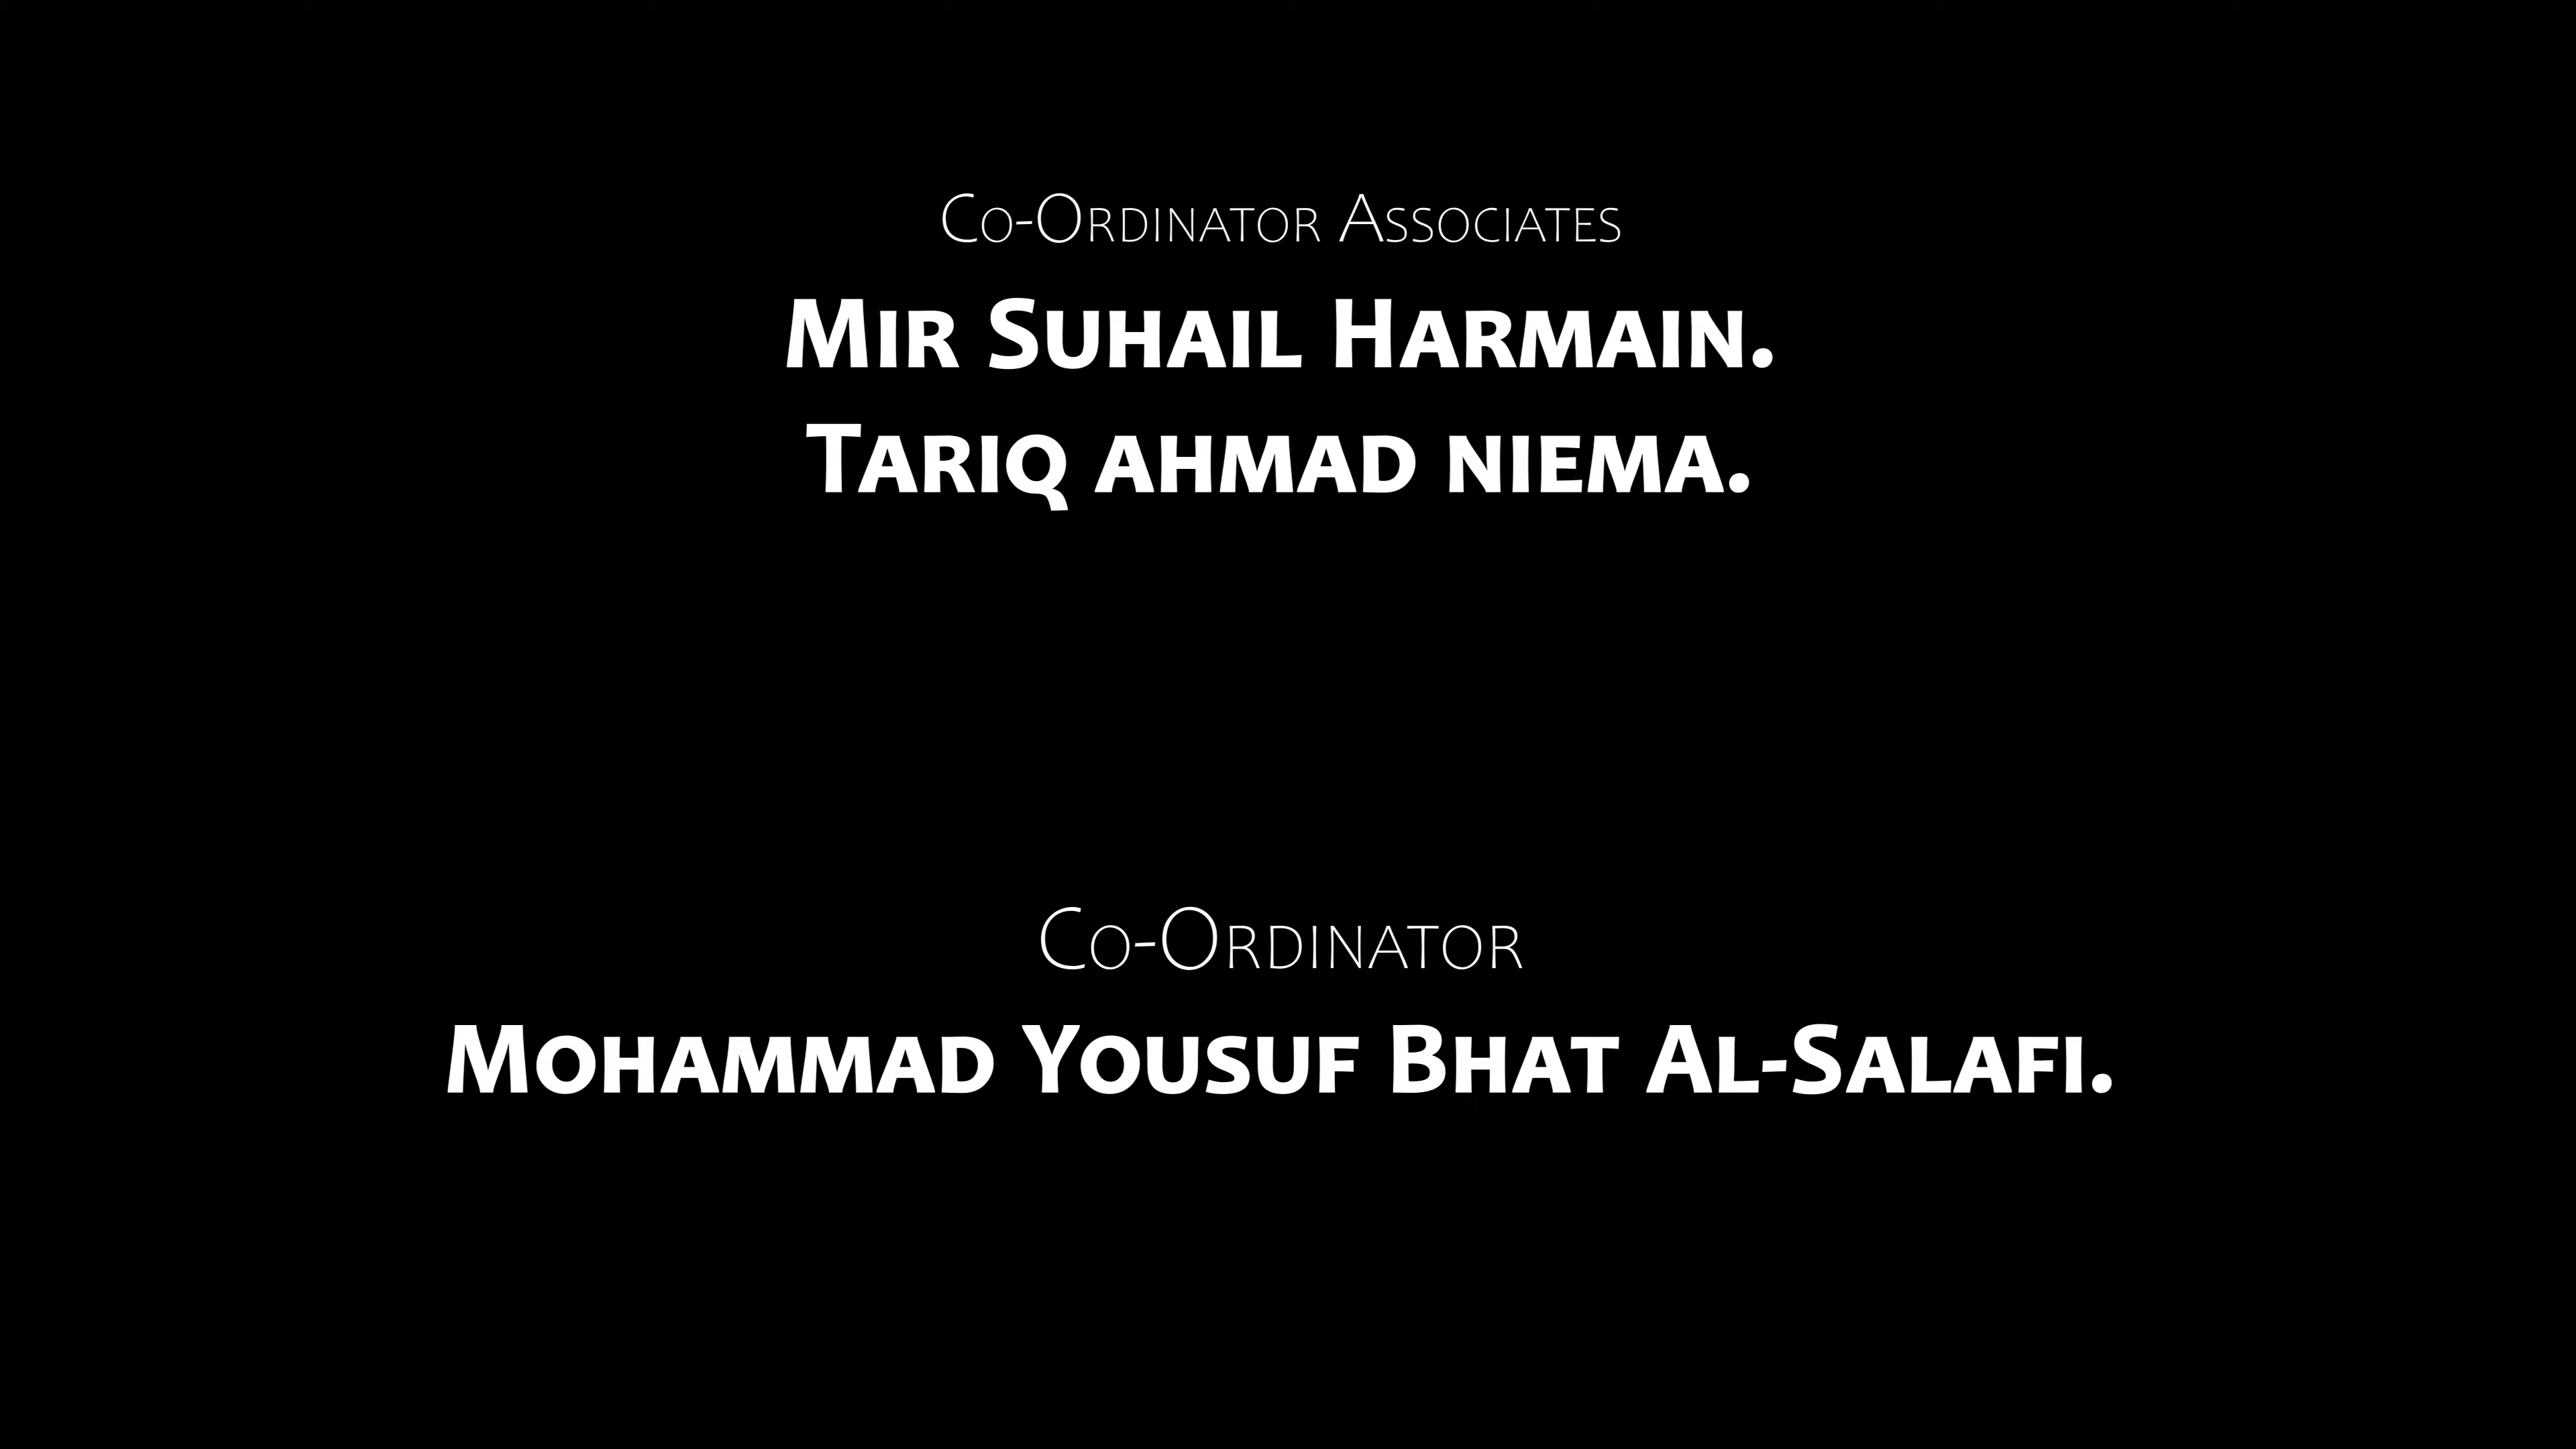 Co-Ordinator Associates
Mir Suhail Harmain.
Tariq ahmad niema.
Co-Ordinator
Mohammad Yousuf Bhat Al-Salafi.